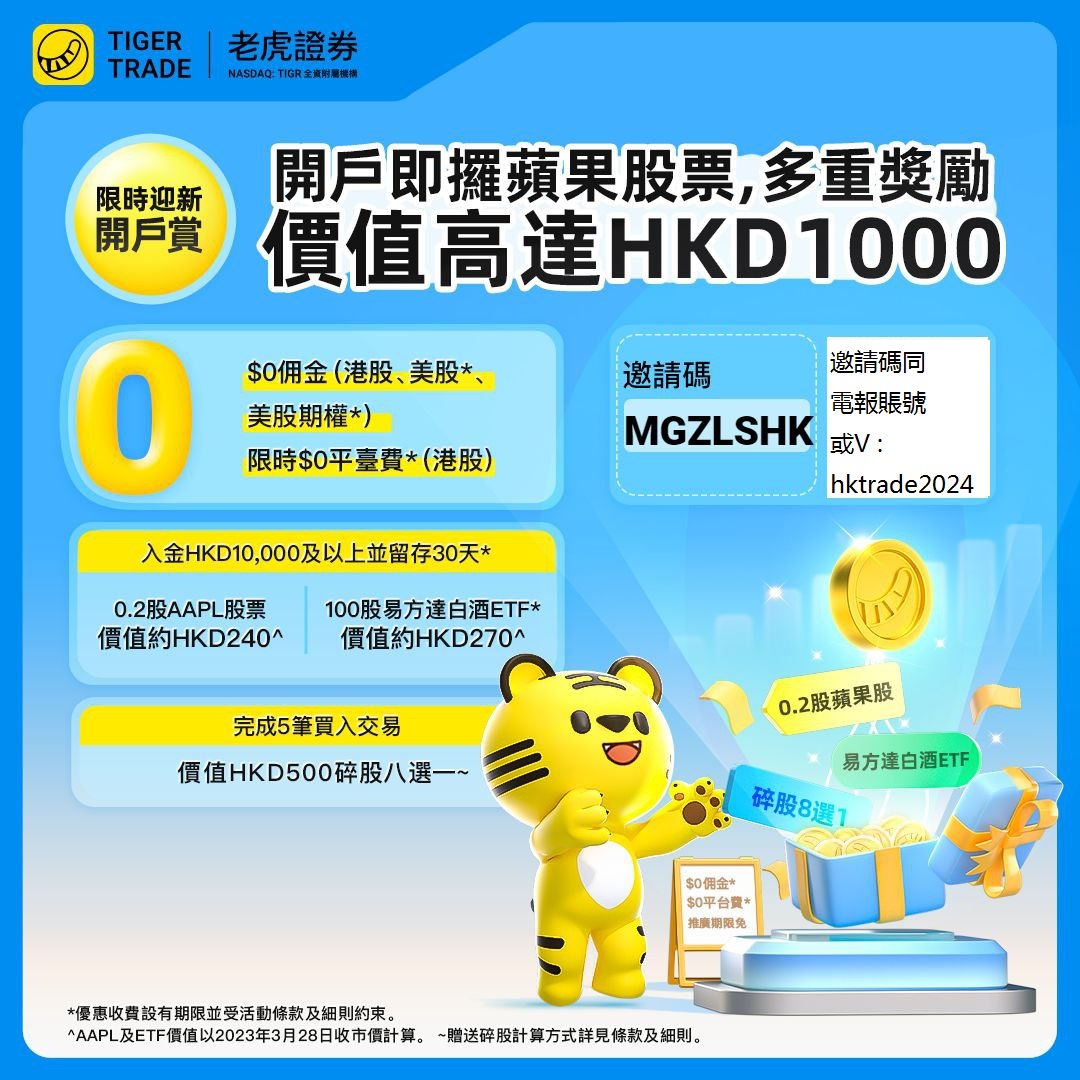 TIGER
TRADE
老虎證券
NASDAQ: TIGR 全資附屬機構
限時迎新
開戶賞
開戶即攞蘋果股票,多重獎勵
價值高達HKD1000
0
$0佣金(港股、美股*、
美股期權*)
限時$0平臺費*(港股)
邀請碼
MGZLSHK
邀請碼同
電報賬號
或V：
hktrade2024
入金HKD10,000及以上並留存30天*
0.2股AAPL股票
價值約HKD240^
100股易方達白酒ETF*
價值約HKD270^
完成5筆買入交易
價值HKD500碎股八選一~
0.2股蘋果股
易方達白酒ETF
碎股8選1
$0佣金*
$0平台費*
推廣期限免
*優惠收費設有期限並受活動條款及細則約束。
^AAPL及ETF價值以2023年3月28日收市價計算。 ~贈送碎股計算方式詳見條款及細則。